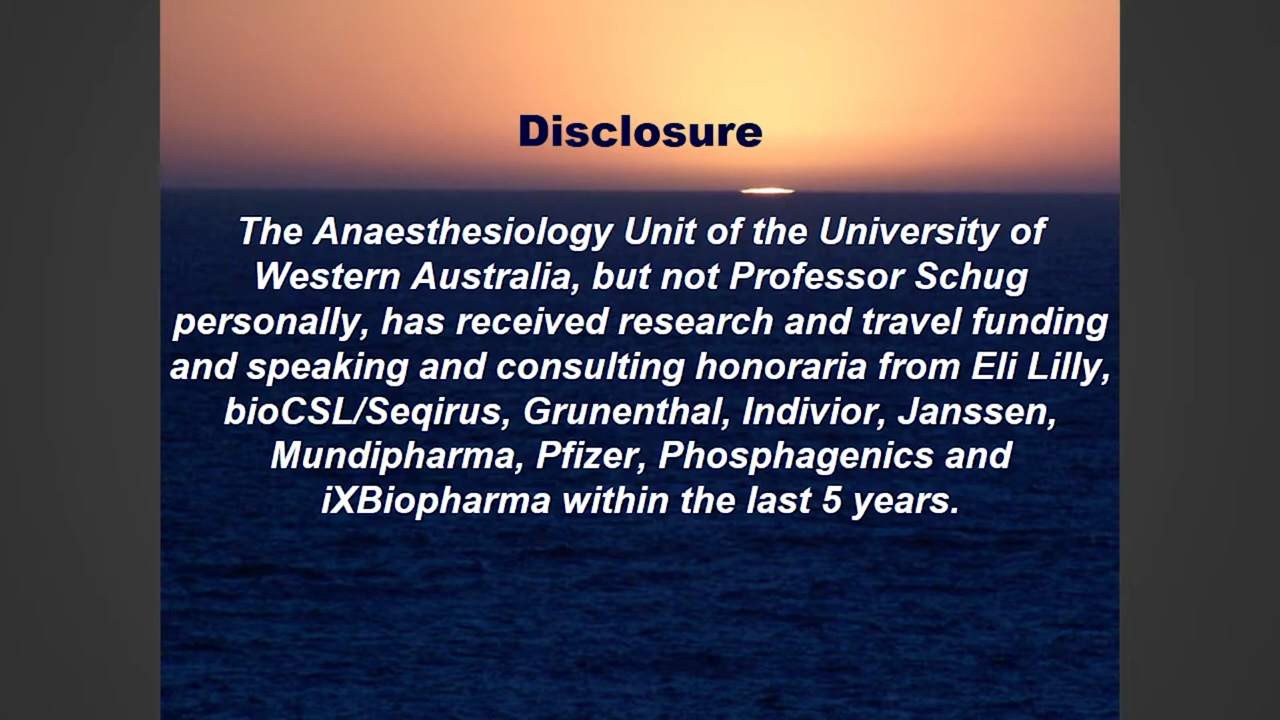 Disclosure
The Anaesthesiology Unit of the University of
Western Australia, but not Professor Schug
personally, has received research and travel funding
and speaking and consulting honoraria from Eli Lilly,
bioCSL/Seqirus, Grunenthal, Indivior, Janssen,
Mundipharma, Pfizer, Phosphagenics and
iXBiopharma within the last 5 years.